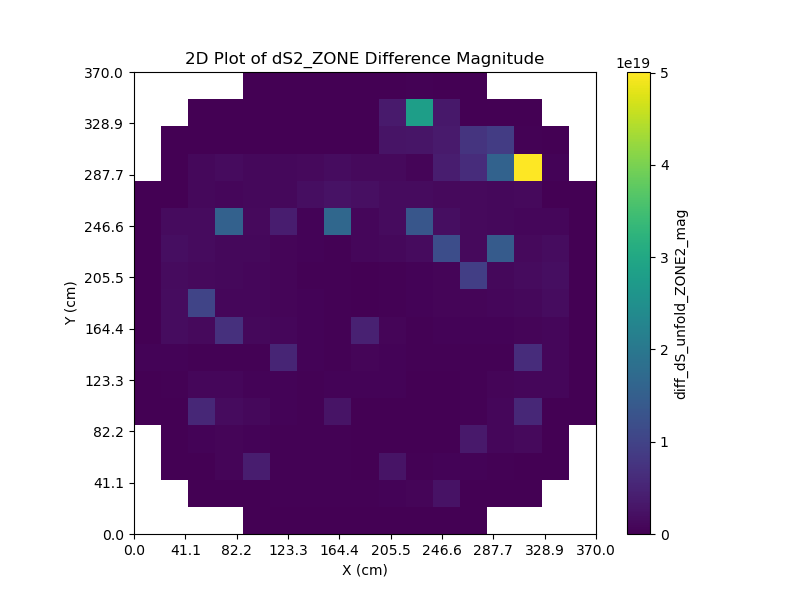 2D Plot of dS2_ZONE Difference Magnitude
1e19
370.0
328.9
287.7
246.6
205.5
164.4
123.3
82.2
41.1
0.0
Y (cm)
0.0 41.1 82.2 123.3 164.4 205.5 246.6 287.7 328.9 370.0
X (cm)
5
4
3
2
1
0
diff_dS_unfold_ZONE2_mag